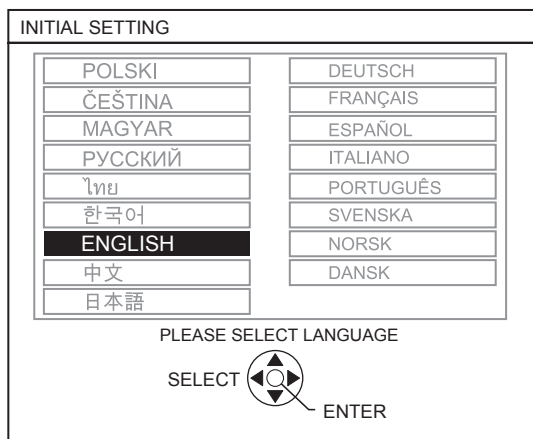 INITIAL SETTING
POLSKI
ČEŠTINA
MAGYAR
РУССКИЙ
ไทย
한국어
ENGLISH
中文
日本語
DEUTSCH
FRANÇAIS
ESPAÑOL
ITALIANO
PORTUGUÊS
SVENSKA
NORSK
DANSK
PLEASE SELECT LANGUAGE
SELECT
ENTER